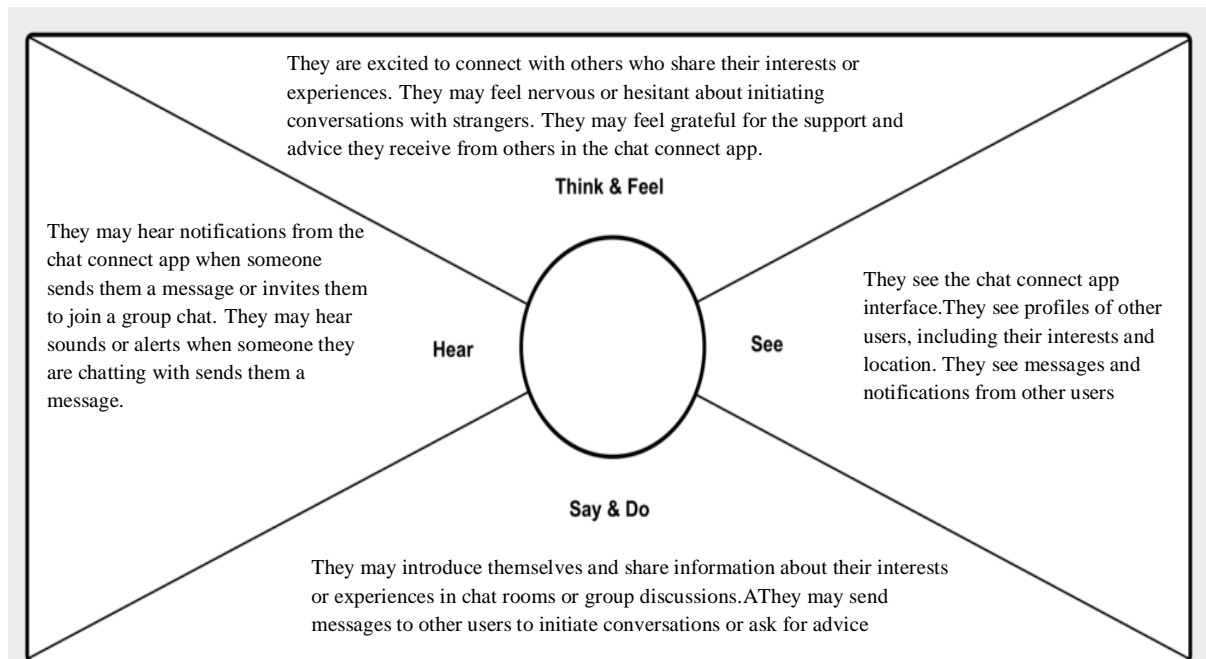 They are excited to connect with others who share their interests or
experiences. They may feel nervous or hesitant about initiating
conversations with strangers. They may feel grateful for the support and
advice they receive from others in the chat connect app.
Think & Feel
They may hear notifications from the
chat connect app when someone
sends them a message or invites them
to join a group chat. They may hear
sounds or alerts when someone they
are chatting with sends them a
message.
Hear
See
They see the chat connect app
interface.They see profiles of other
users, including their interests and
location. They see messages and
notifications from other users
Say & Do
They may introduce themselves and share information about their interests
or experiences in chat rooms or group discussions.AThey may send
messages to other users to initiate conversations or ask for advice